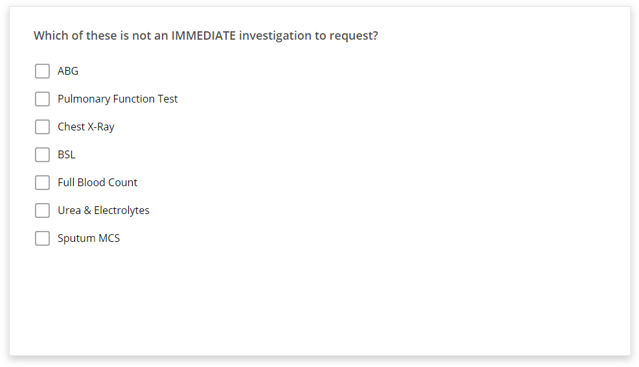 Which of these is not an IMMEDIATE investigation to request?
ABG
Pulmonary Function Test
Chest X-Ray
BSL
Full Blood Count
Urea & Electrolytes
Sputum MCS